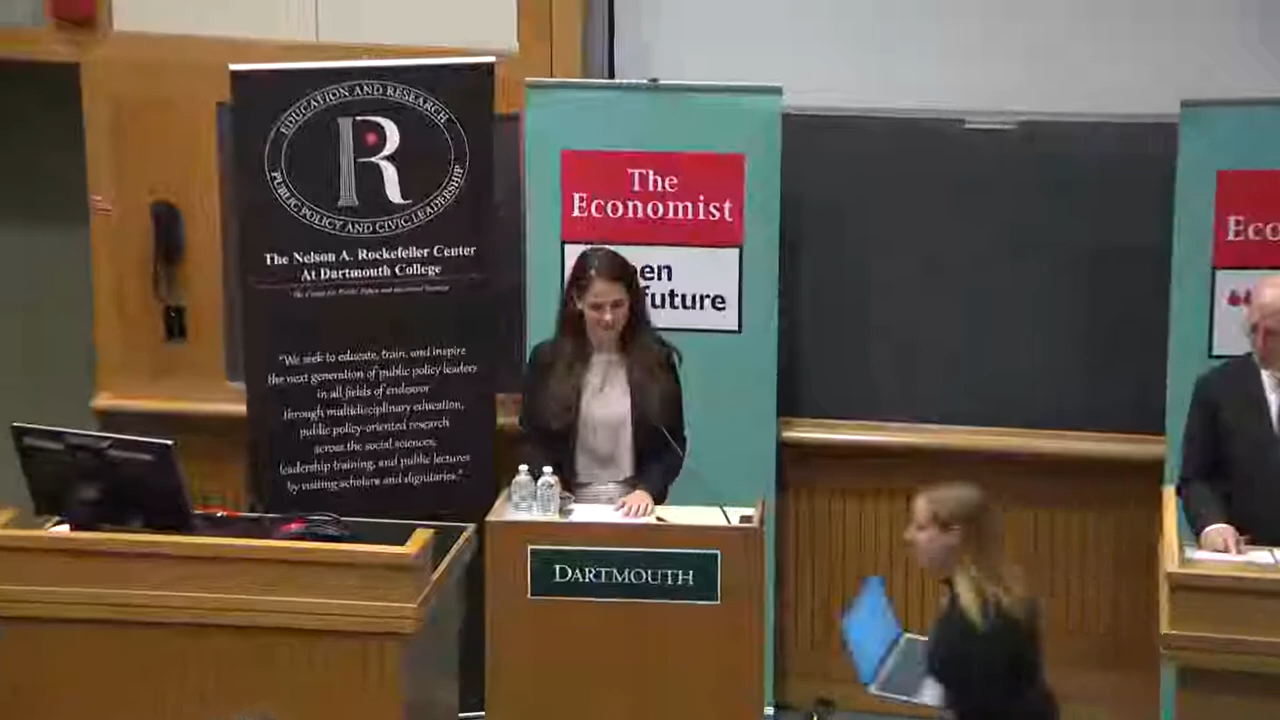 EDUCATION AND RESEARCH
R
PUBLIC POLICY AND CIVIC LEADERSHIP
The Nelson A. Rockefeller Center
At Dartmouth College
"We seek to educate, train, and inspire
the next generation of public policy leaders
in all fields of endeavor
through multidisciplinary education,
public policy-oriented research
across the social sciences,
leadership training, and public lectures
by visiting scholars and dignitaries."
The
Economist
en
future
DARTMOUTH
Eco